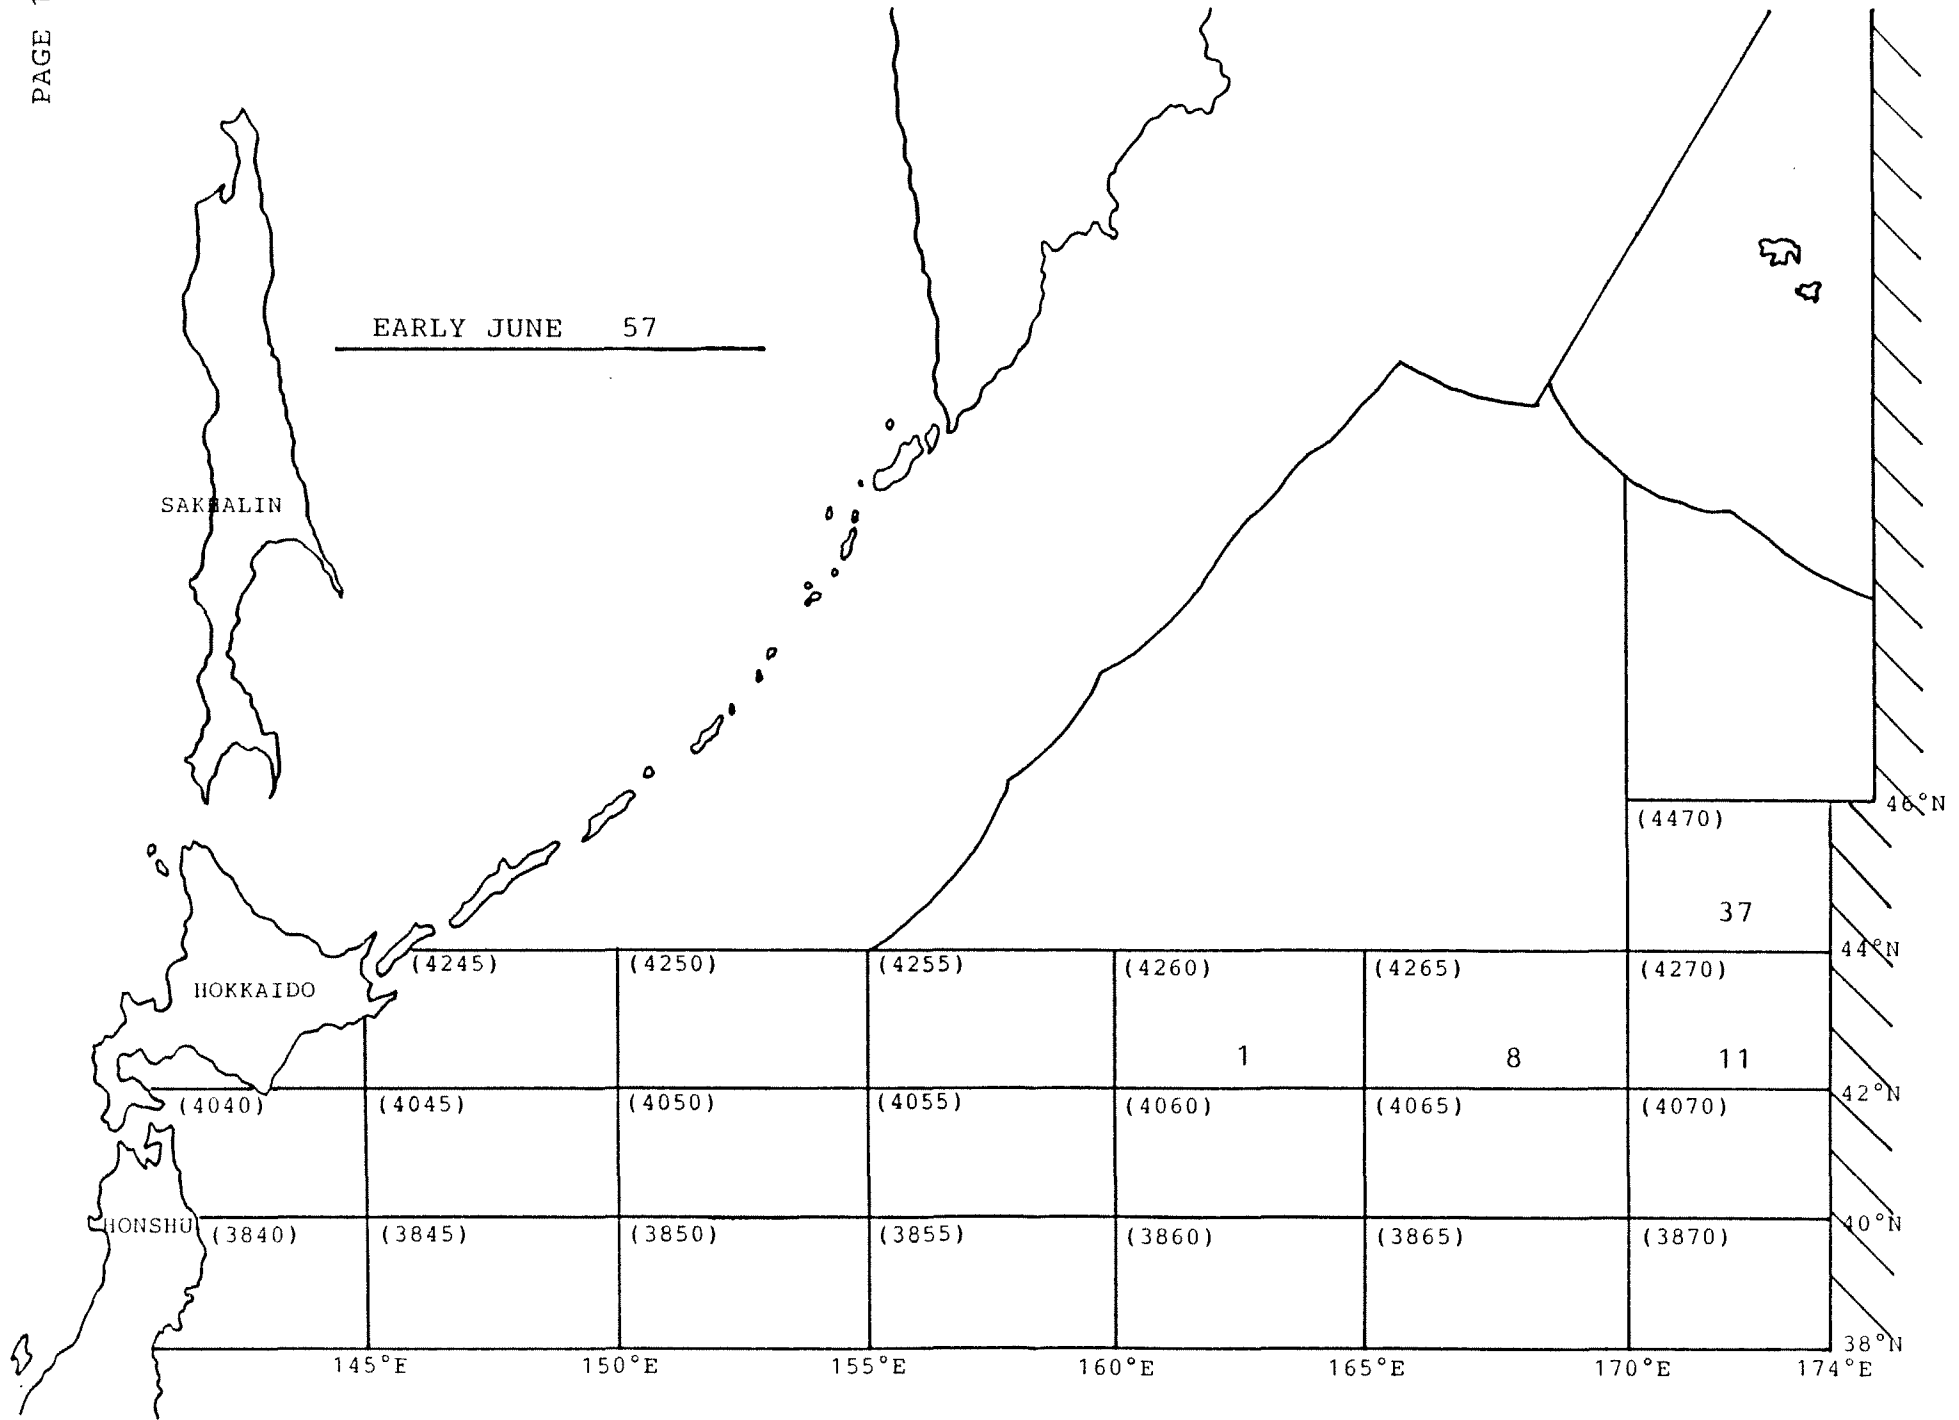 PAGE
EARLY JUNE 57
SAKHALIN
46°N
(4470)
37
44°N
(4245) (4250) (4255) (4260) (4265) (4270)
HOKKAIDO
1 8 11
42°N
(4040) (4045) (4050) (4055) (4060) (4065) (4070)
40°N
HONSHU (3840) (3845) (3850) (3855) (3860) (3865) (3870)
38°N
145°E 150°E 155°E 160°E 165°E 170°E 174°E